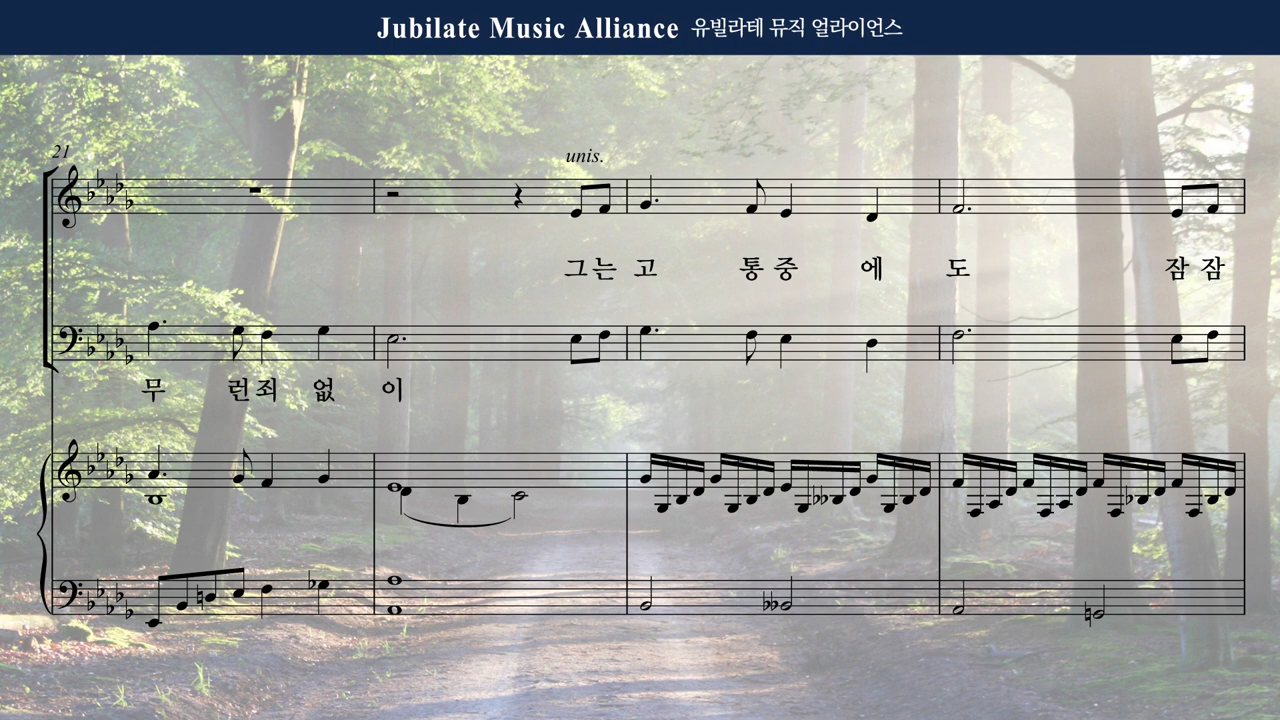 Jubilate Music Alliance 유빌라테 뮤직 얼라이언스
21
unis.
그는 고 통중 에 도 잠잠
무 런죄 없 이